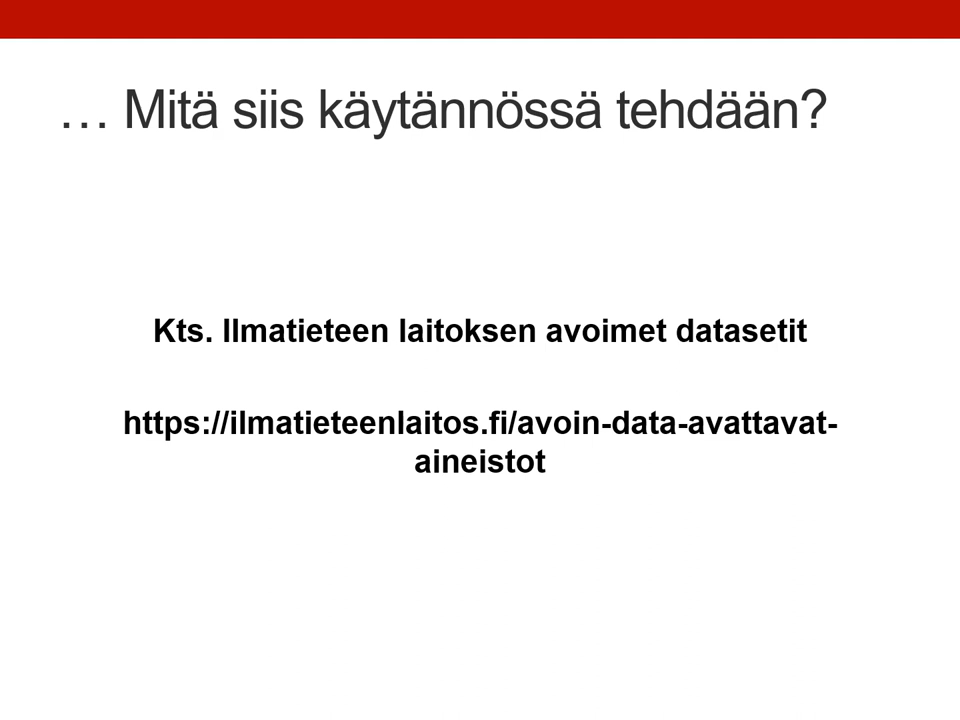 … Mitä siis käytännössä tehdään?
Kts. Ilmatieteen laitoksen avoimet datasetit
https://ilmatieteenlaitos.fi/avoin-data-avattavat-
aineistot